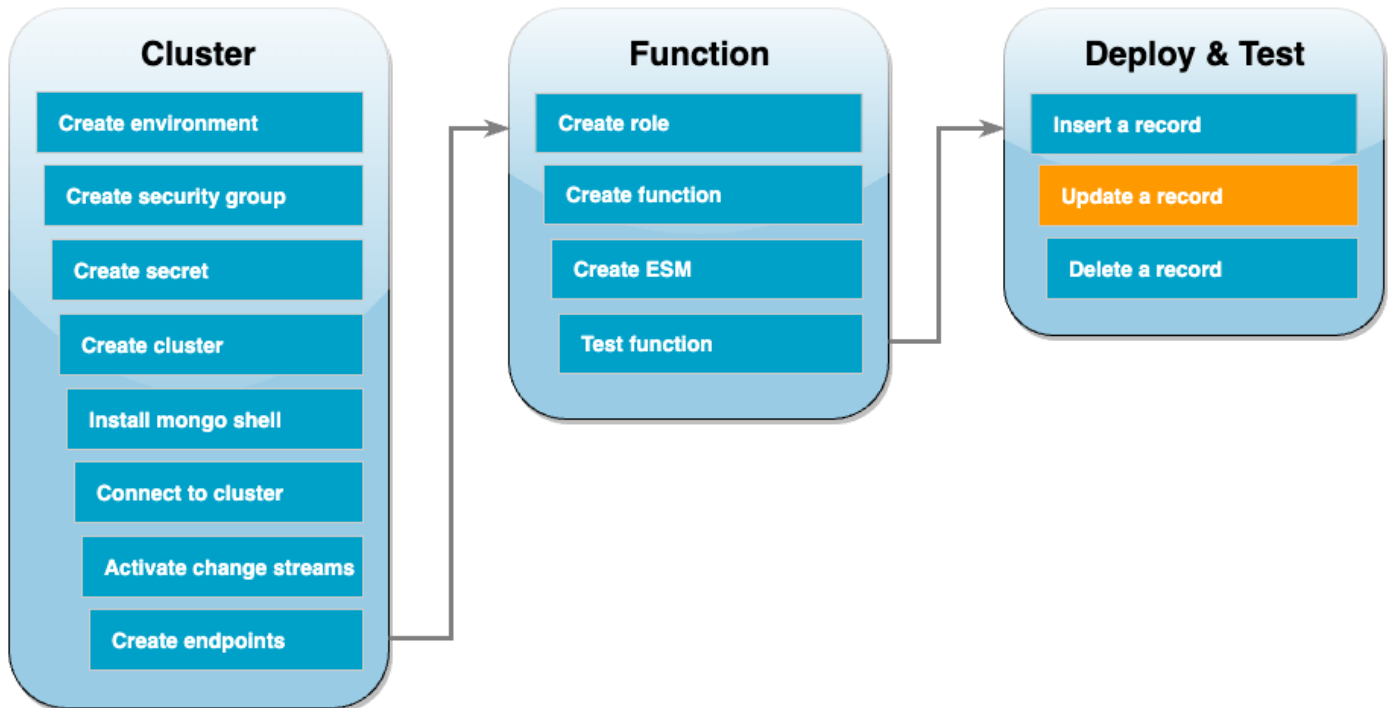 Cluster
Create environment
Create security group
Create secret
Create cluster
Install mongo shell
Connect to cluster
Activate change streams
Create endpoints
Function
Create role
Create function
Create ESM
Test function
Deploy & Test
Insert a record
Update a record
Delete a record